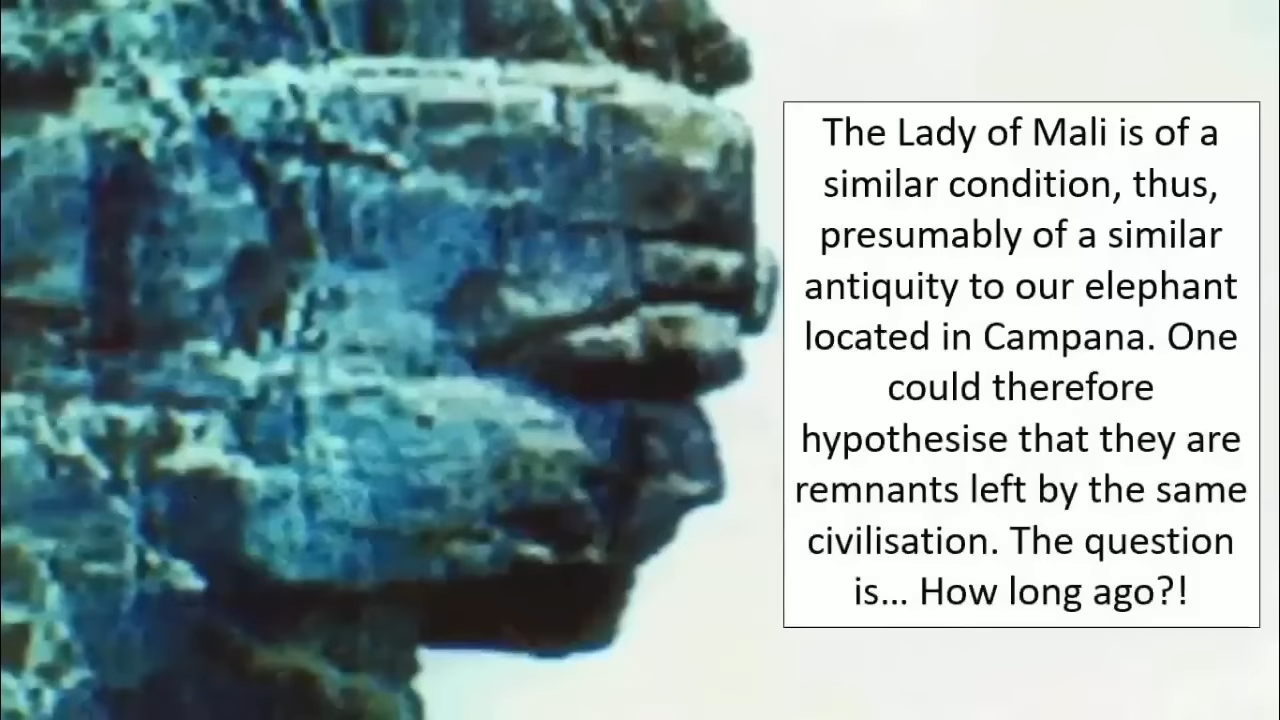 The Lady of Mali is of a
similar condition, thus,
presumably of a similar
antiquity to our elephant
located in Campana. One
could therefore
hypothesise that they are
remnants left by the same
civilisation. The question
is... How long ago?!